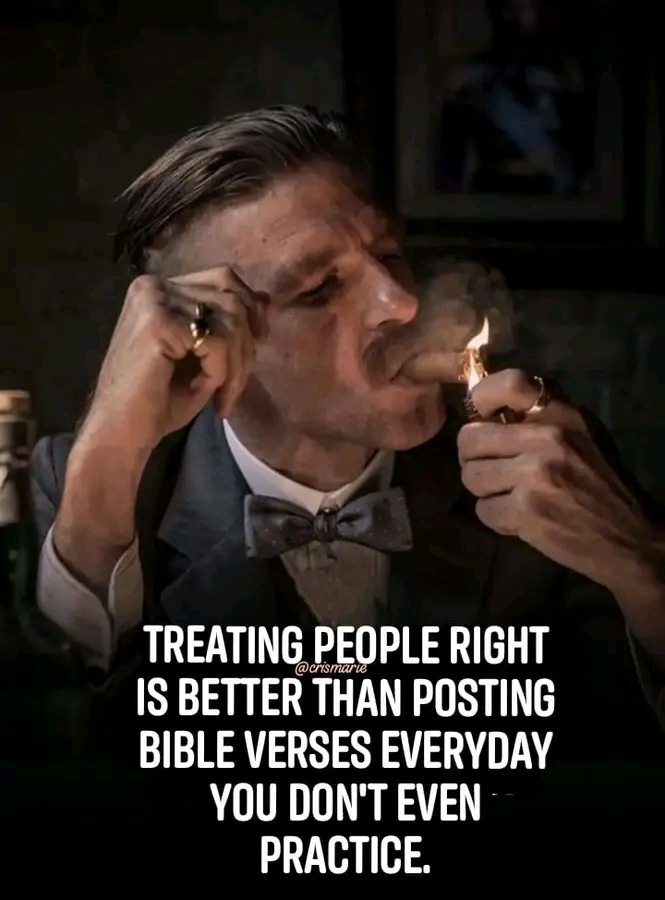 TREATING PEOPLE RIGHT
@crismarie
IS BETTER THAN POSTING
BIBLE VERSES EVERYDAY
YOU DON'T EVEN
PRACTICE.